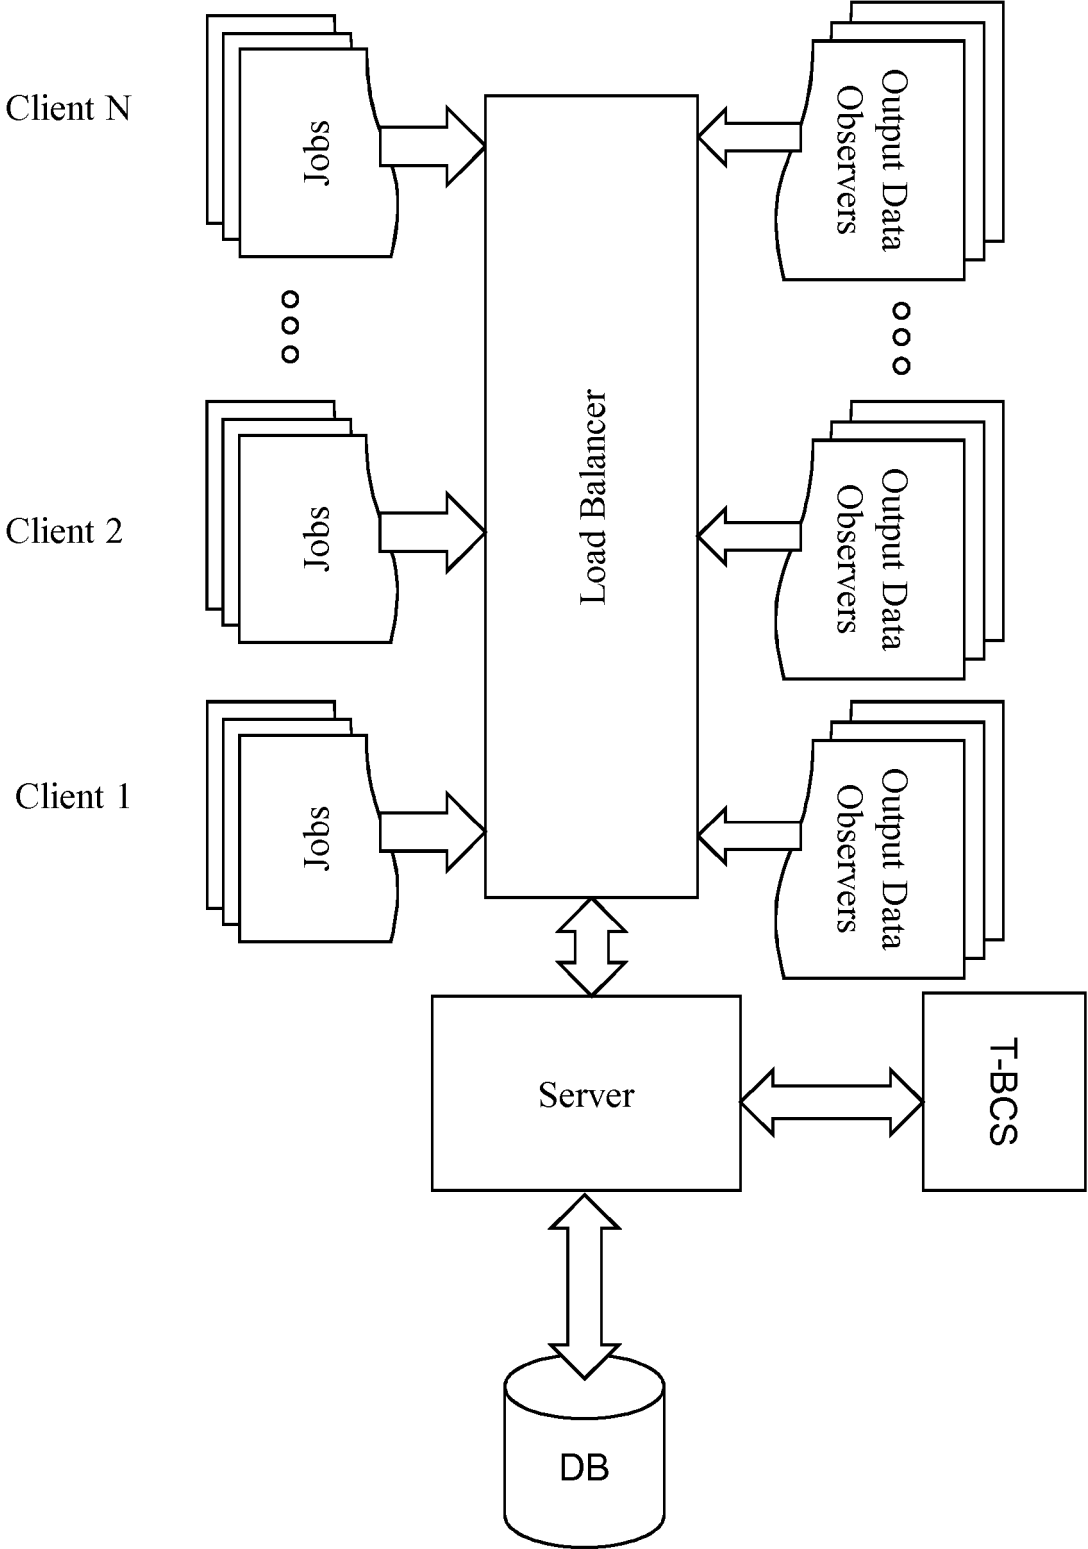 Client N
Jobs
Output Data
Observers
Load Balancer
Client 2
Jobs
Output Data
Observers
Client 1
Jobs
Output Data
Observers
Server
T-BCS
DB